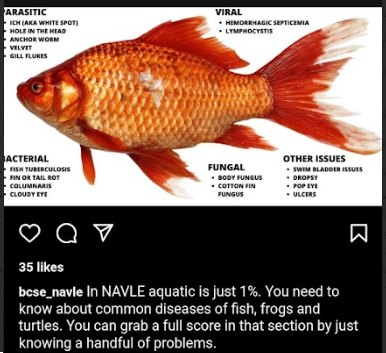 PARASITIC
• ICH (AKA WHITE SPOT)
• HOLE IN THE HEAD
• ANCHOR WORM
• VELVET
• GILL FLUKES
VIRAL
• HEMORRHAGIC SEPTICEMIA
• LYMPHOCYSTIS
BACTERIAL
• FISH TUBERCULOSIS
• FIN OR TAIL ROT
• COLUMNARIS
• CLOUDY EYE
FUNGAL
• BODY FUNGUS
• COTTON FIN
FUNGUS
OTHER ISSUES
• SWIM BLADDER ISSUES
• DROPSY
• POP EYE
• ULCERS
35 likes
bcse_navle In NAVLE aquatic is just 1%. You need to
know about common diseases of fish, frogs and
turtles. You can grab a full score in that section by just
knowing a handful of problems.